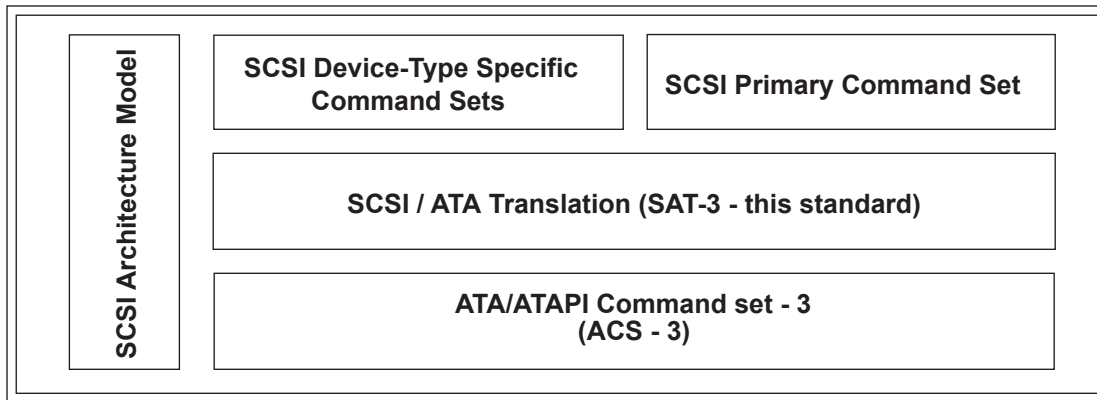 SCSI Architecture Model
SCSI Device-Type Specific
Command Sets
SCSI Primary Command Set
SCSI / ATA Translation (SAT-3 - this standard)
ATA/ATAPI Command set - 3
(ACS - 3)